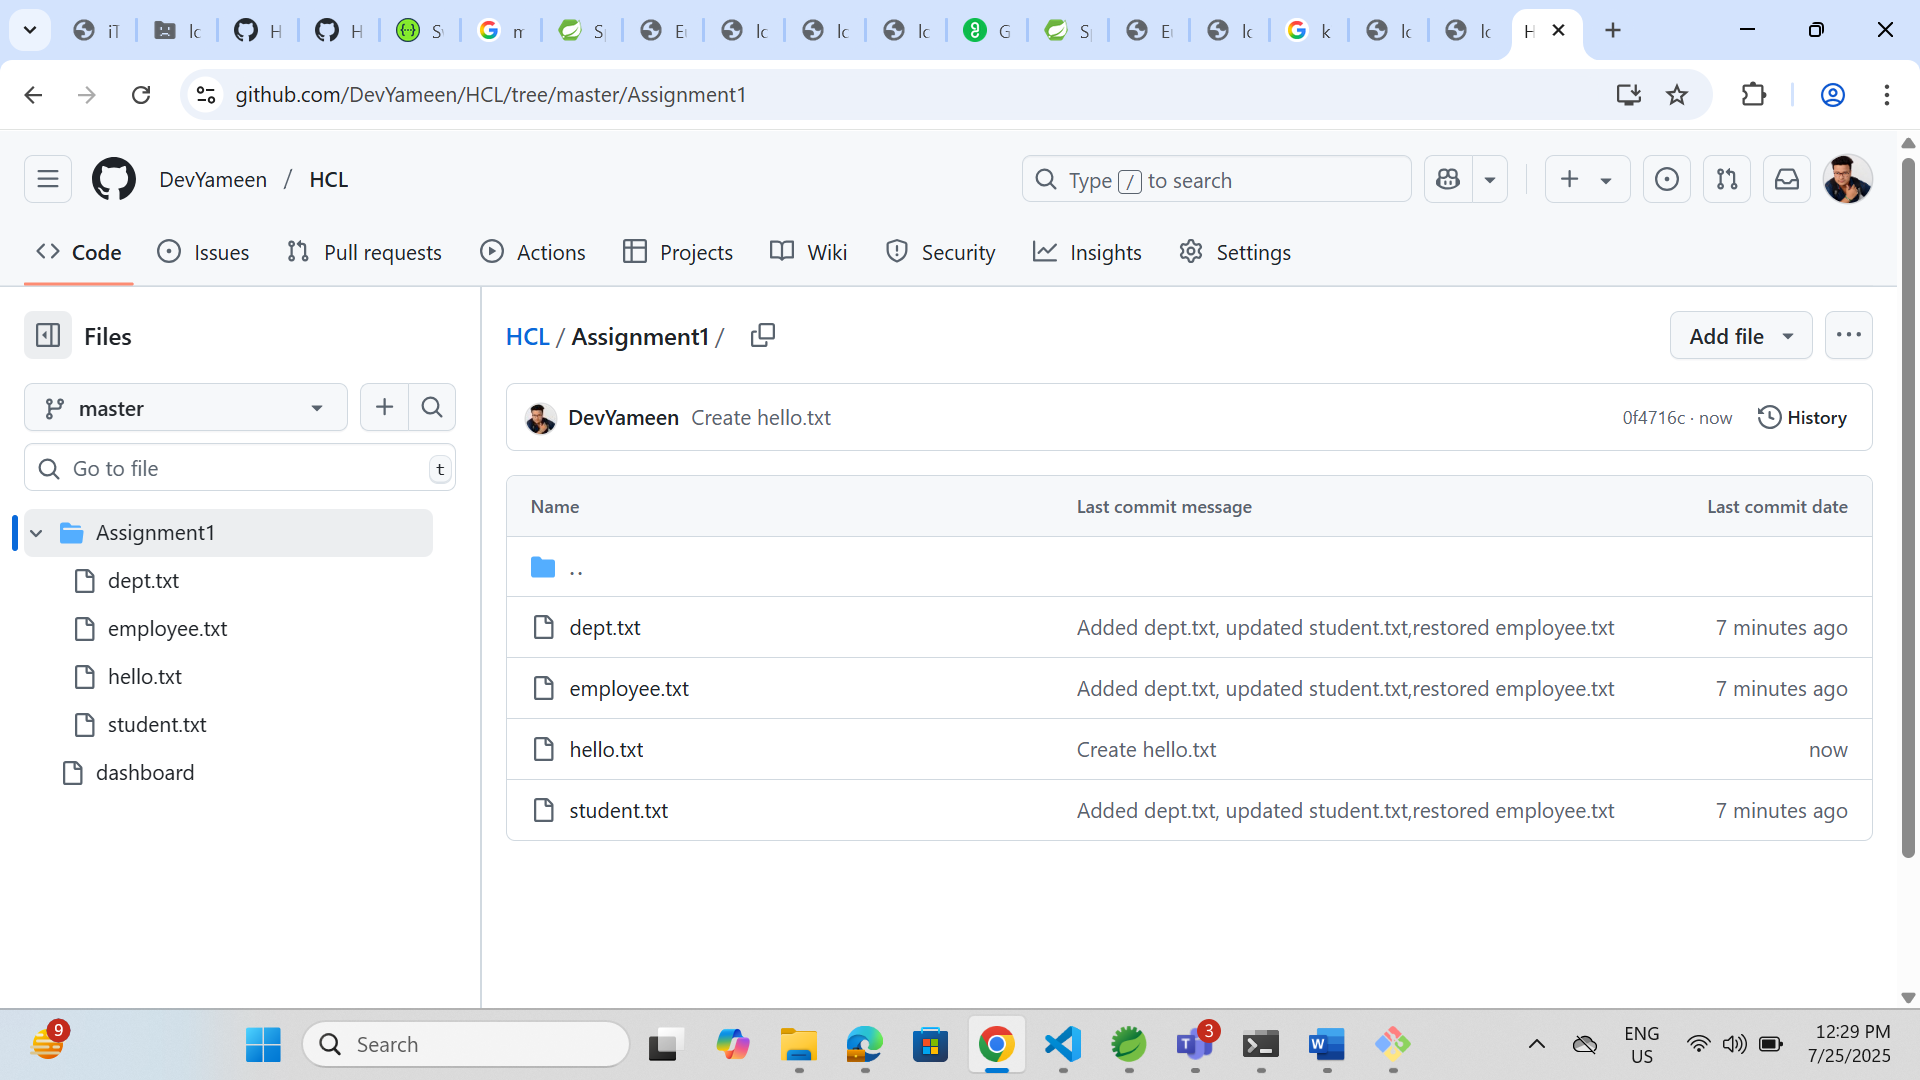 iT lc H H S m S E lc lc lc G S E lc k lc lc H
github.com/DevYameen/HCL/tree/master/Assignment1
DevYameen / HCL
Type / to search
Code Issues Pull requests Actions Projects Wiki Security Insights Settings
Files
master
Go to file t
Assignment1
dept.txt
employee.txt
hello.txt
student.txt
dashboard
HCL / Assignment1 /
Add file
DevYameen Create hello.txt 0f4716c · now History
Name Last commit message Last commit date
..
dept.txt Added dept.txt, updated student.txt,restored employee.txt 7 minutes ago
employee.txt Added dept.txt, updated student.txt,restored employee.txt 7 minutes ago
hello.txt Create hello.txt now
student.txt Added dept.txt, updated student.txt,restored employee.txt 7 minutes ago
9
Search
3
ENG
US
12:29 PM
7/25/2025